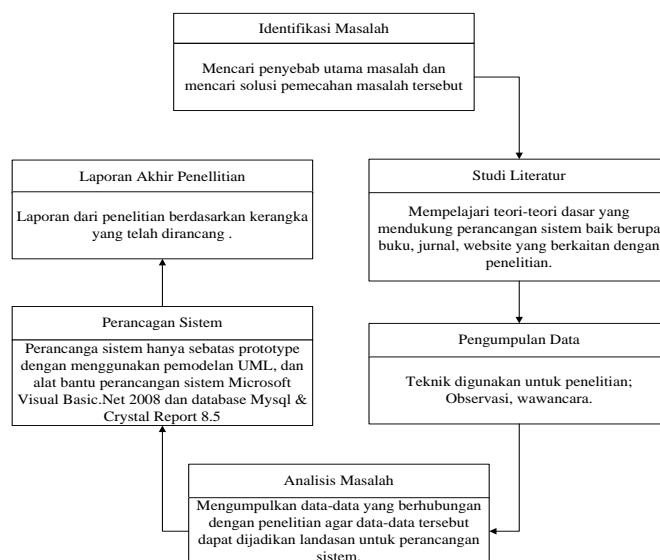 Identifikasi Masalah
Mencari penyebab utama masalah dan
mencari solusi pemecahan masalah tersebut
Studi Literatur
Mempelajari teori-teori dasar yang
mendukung perancangan sistem baik berupa
buku, jurnal, website yang berkaitan dengan
penelitian.
Pengumpulan Data
Teknik digunakan untuk penelitian;
Observasi, wawancara.
Analisis Masalah
Mengumpulkan data-data yang berhubungan
dengan penelitian agar data-data tersebut
dapat dijadikan landasan untuk perancangan
sistem.
Perancagan Sistem
Perancanga sistem hanya sebatas prototype
dengan menggunakan pemodelan UML, dan
alat bantu perancangan sistem Microsoft
Visual Basic.Net 2008 dan database Mysql &
Crystal Report 8.5
Laporan Akhir Penellitian
Laporan dari penelitian berdasarkan kerangka
yang telah dirancang .